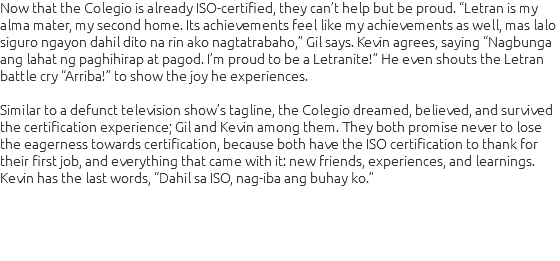 Now that the Colegio is already ISO-certified, they can’t help but be proud. “Letran is my
alma mater, my second home. Its achievements feel like my achievements as well, mas lalo
siguro ngayon dahil dito na rin ako nagtatrabaho,” Gil says. Kevin agrees, saying “Nagbunga
ang lahat ng paghihirap at pagod. I’m proud to be a Letranite!” He even shouts the Letran
battle cry “Arriba!” to show the joy he experiences.
Similar to a defunct television show’s tagline, the Colegio dreamed, believed, and survived
the certification experience; Gil and Kevin among them. They both promise never to lose
the eagerness towards certification, because both have the ISO certification to thank for
their first job, and everything that came with it: new friends, experiences, and learnings.
Kevin has the last words, “Dahil sa ISO, nag-iba ang buhay ko.”